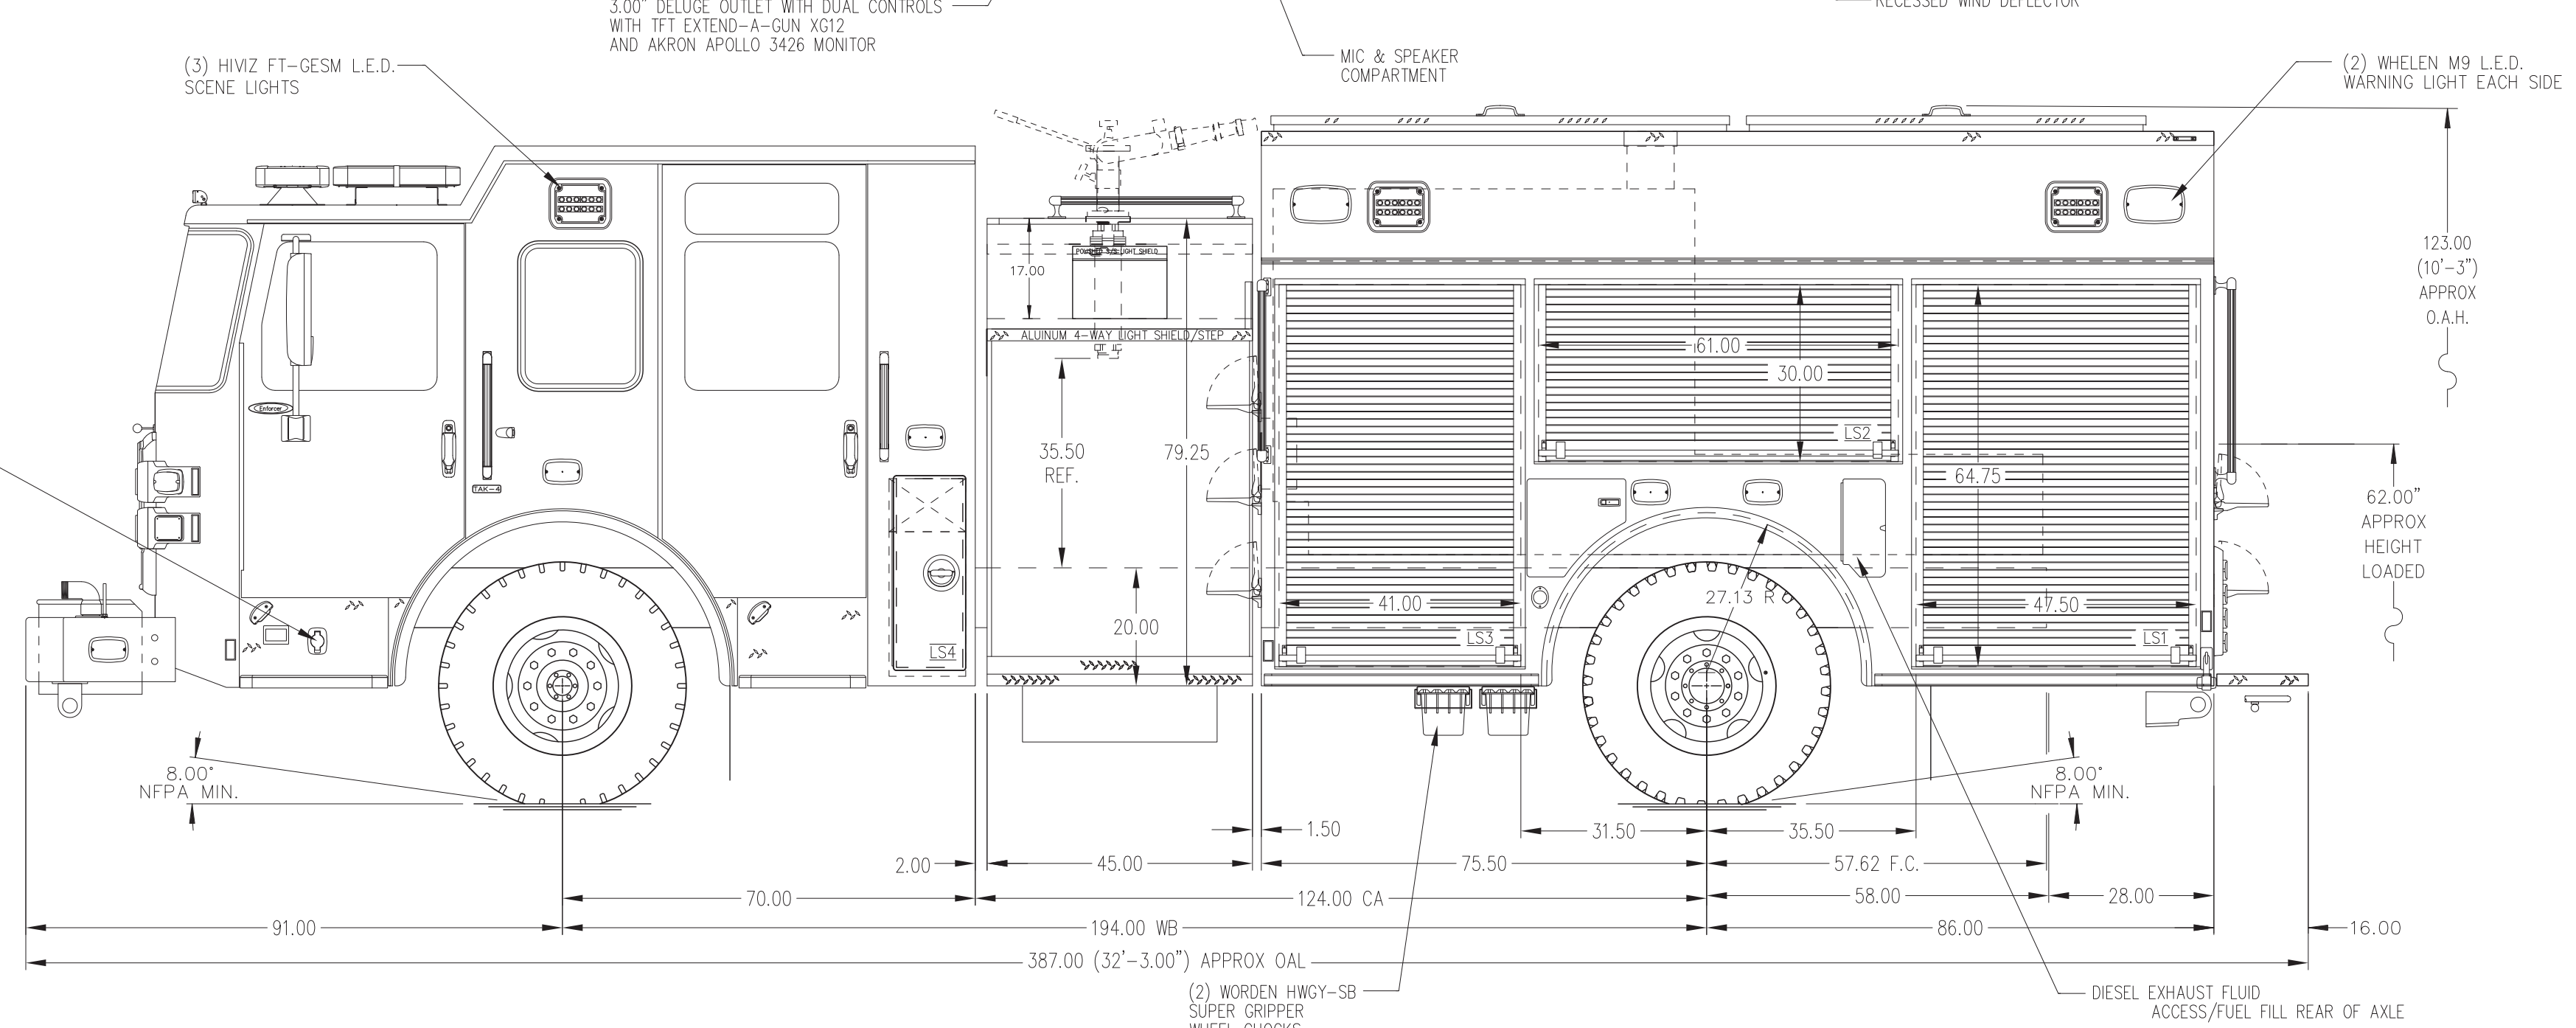 3.00" DELUGE OUTLET WITH DUAL CONTROLS
WITH TFT EXTEND-A-GUN XG12
AND AKRON APOLLO 3426 MONITOR
RECESSED WIND DEFLECTOR
(3) HIVIZ FT-GESM L.E.D.
SCENE LIGHTS
MIC & SPEAKER
COMPARTMENT
(2) WHELEN M9 L.E.D.
WARNING LIGHT EACH SIDE
123.00
(10'-3")
APPROX
O.A.H.
POLISHED S/S LIGHT SHIELD
17.00
ALUINUM 4-WAY LIGHT SHIELD/STEP
61.00
30.00
LS2
Enforcer
35.50
REF.
79.25
64.75
TAK-4
62.00"
APPROX
HEIGHT
LOADED
41.00
27.13 R
47.50
20.00
LS4
LS3
LS1
8.00°
NFPA MIN.
8.00°
NFPA MIN.
1.50
31.50
35.50
2.00
45.00
75.50
57.62 F.C.
70.00
124.00 CA
58.00
28.00
91.00
194.00 WB
86.00
16.00
387.00 (32'-3.00") APPROX OAL
(2) WORDEN HWGY-SB
SUPER GRIPPER
WHEEL CHOCKS
DIESEL EXHAUST FLUID
ACCESS/FUEL FILL REAR OF AXLE